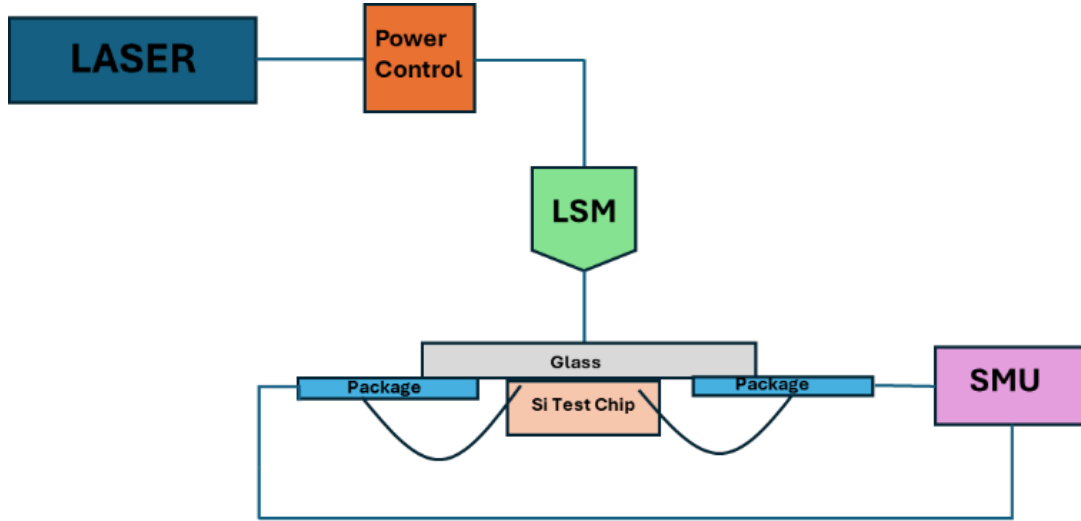 LASER
Power
Control
LSM
Glass
Package
Package
Si Test Chip
SMU